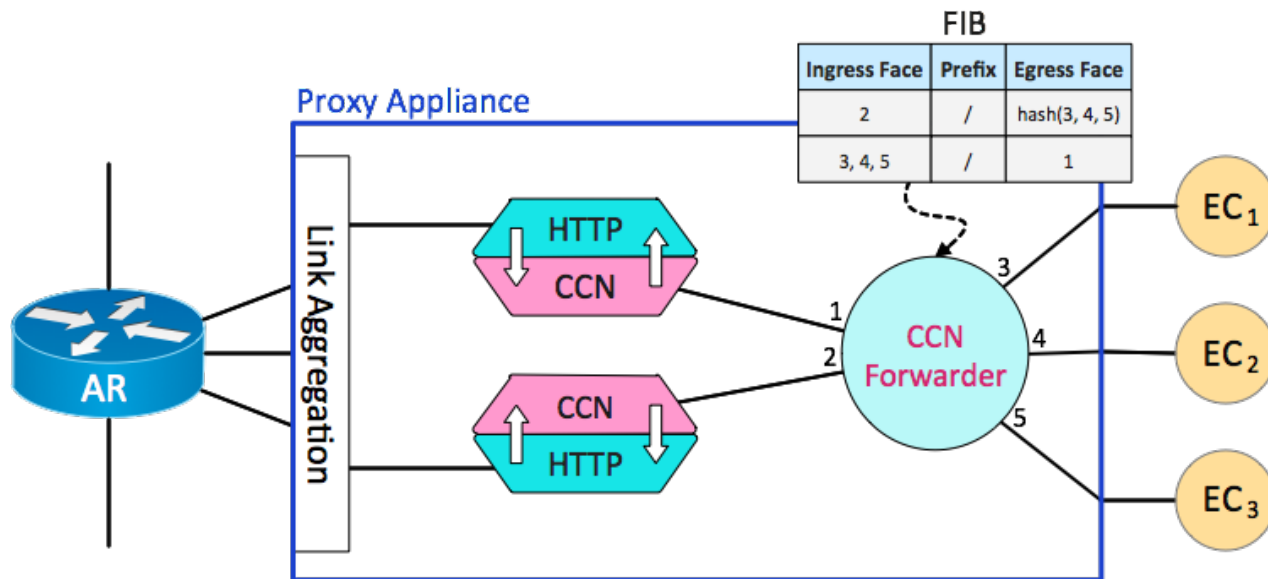 FIB
Ingress Face Prefix Egress Face
2 / hash(3, 4, 5)
3, 4, 5 / 1
Proxy Appliance
Link Aggregation
HTTP
CCN
CCN
HTTP
AR
1
2
3
4
5
CCN
Forwarder
EC1
EC2
EC3